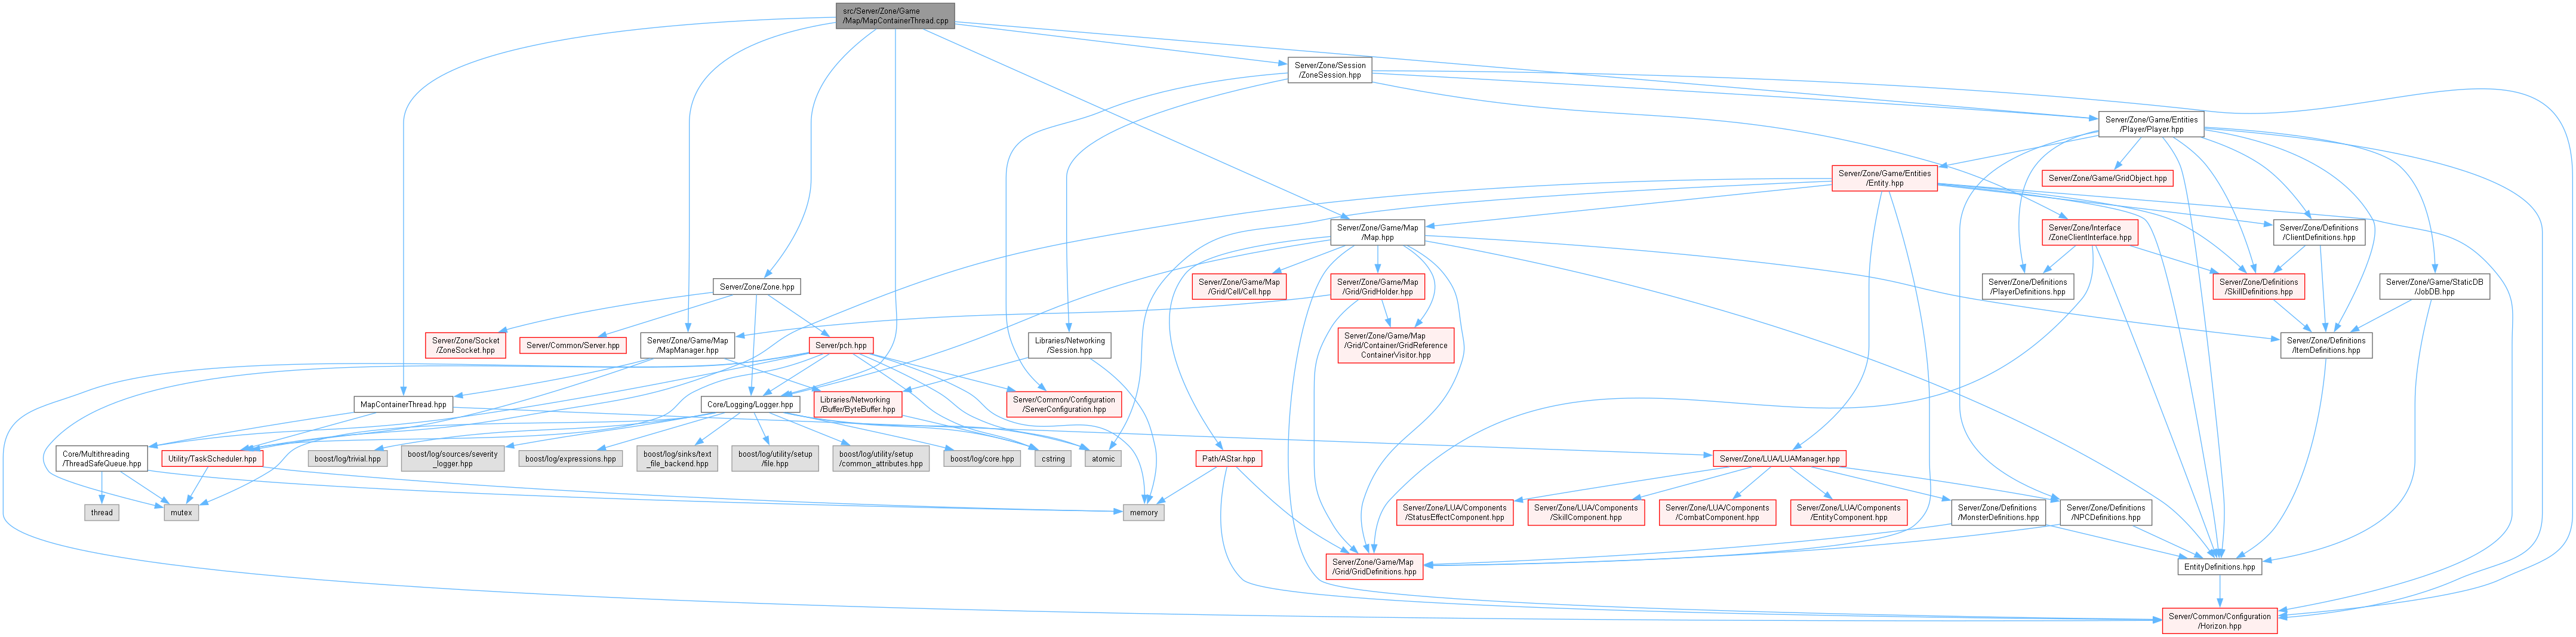 src/Server/Zone/Game
/Map/MapContainerThread.cpp
Server/Zone/Session
/ZoneSession.hpp
Server/Zone/Game/Entities
/Player/Player.hpp
Server/Zone/Game/Entities
/Entity.hpp
Server/Zone/Game/GridObject.hpp
Server/Zone/Game/Map
/Map.hpp
Server/Zone/Interface
/ZoneClientInterface.hpp
Server/Zone/Definitions
/ClientDefinitions.hpp
Server/Zone/Zone.hpp
Server/Zone/Game/Map
/Grid/Cell/Cell.hpp
Server/Zone/Game/Map
/Grid/GridHolder.hpp
Server/Zone/Definitions
/PlayerDefinitions.hpp
Server/Zone/Definitions
/SkillDefinitions.hpp
Server/Zone/Game/StaticDB
/JobDB.hpp
Server/Zone/Socket
/ZoneSocket.hpp
Server/Common/Server.hpp
Server/Zone/Game/Map
/MapManager.hpp
Server/pch.hpp
Libraries/Networking
/Session.hpp
Server/Zone/Game/Map
/Grid/Container/GridReference
ContainerVisitor.hpp
Server/Zone/Definitions
/ItemDefinitions.hpp
MapContainerThread.hpp
Core/Logging/Logger.hpp
Libraries/Networking
/Buffer/ByteBuffer.hpp
Server/Common/Configuration
/ServerConfiguration.hpp
Core/Multithreading
/ThreadSafeQueue.hpp
Utility/TaskScheduler.hpp
boost/log/trivial.hpp
boost/log/sources/severity
_logger.hpp
boost/log/expressions.hpp
boost/log/sinks/text
_file_backend.hpp
boost/log/utility/setup
/file.hpp
boost/log/utility/setup
/common_attributes.hpp
boost/log/core.hpp
cstring
atomic
Path/AStar.hpp
Server/Zone/LUA/LUAManager.hpp
thread
mutex
memory
Server/Zone/LUA/Components
/StatusEffectComponent.hpp
Server/Zone/LUA/Components
/SkillComponent.hpp
Server/Zone/LUA/Components
/CombatComponent.hpp
Server/Zone/LUA/Components
/EntityComponent.hpp
Server/Zone/Definitions
/MonsterDefinitions.hpp
Server/Zone/Definitions
/NPCDefinitions.hpp
Server/Zone/Game/Map
/Grid/GridDefinitions.hpp
EntityDefinitions.hpp
Server/Common/Configuration
/Horizon.hpp